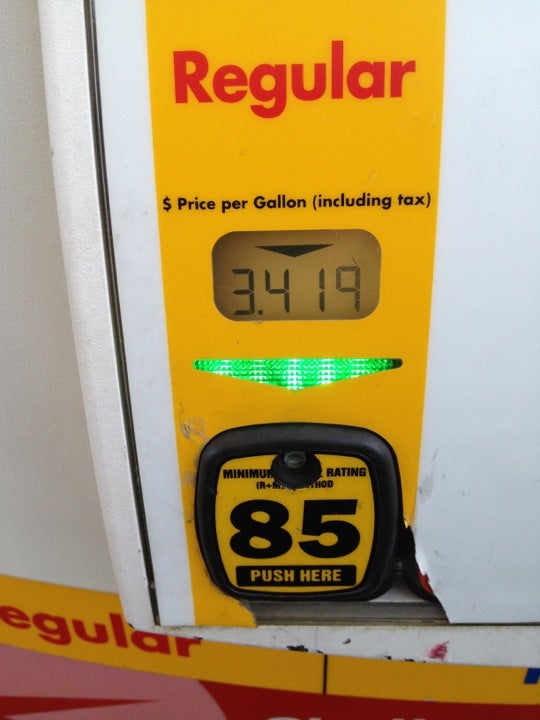 Regular
$ Price per Gallon (including tax)
3.419
RATING
85
PUSH HERE
egular